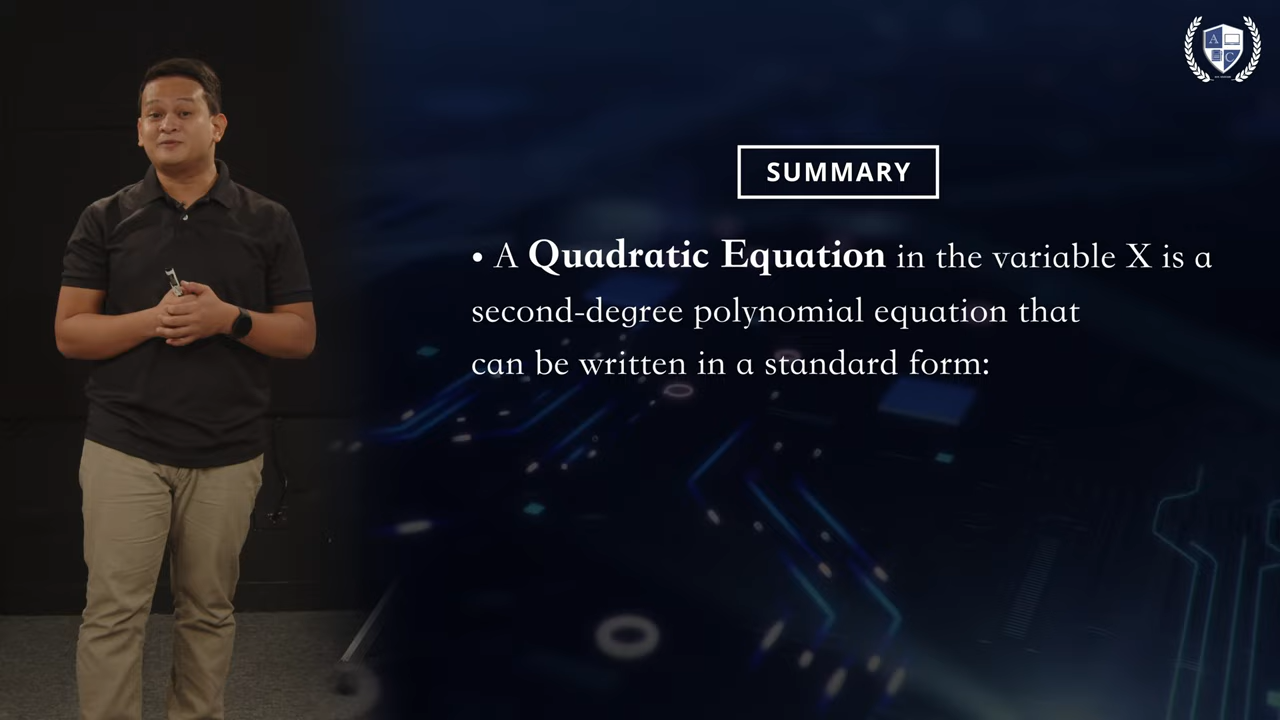 SUMMARY
• A Quadratic Equation in the variable X is a
second-degree polynomial equation that
can be written in a standard form:
A
C